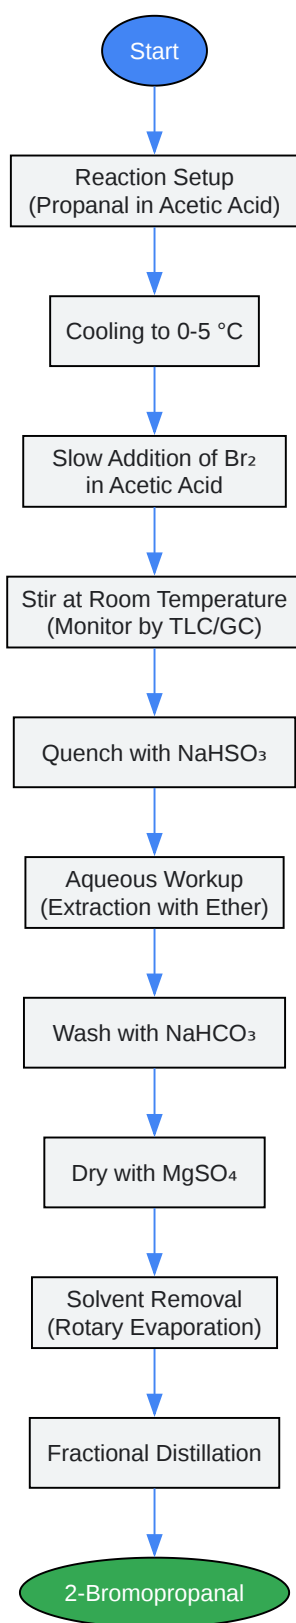 Start
Reaction Setup
(Propanal in Acetic Acid)
Cooling to 0-5 °C
Slow Addition of Br₂
in Acetic Acid
Stir at Room Temperature
(Monitor by TLC/GC)
Quench with NaHSO₃
Aqueous Workup
(Extraction with Ether)
Wash with NaHCO₃
Dry with MgSO₄
Solvent Removal
(Rotary Evaporation)
Fractional Distillation
2-Bromopropanal